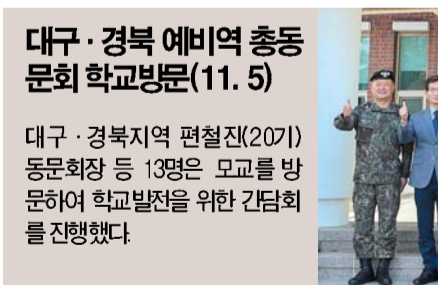 대구·경북 예비역 총동
문회 학교방문(11. 5)
대구·경북지역 편철진(20기)
동문회장 등 13명은 모교를 방
문하여 학교발전을 위한 간담회
를 진행했다.